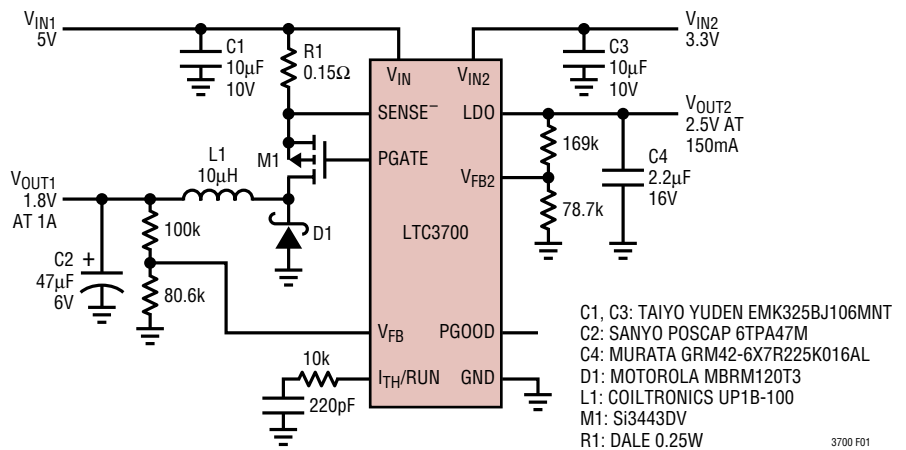 VIN1
5V
C1
10µF
10V
R1
0.15Ω
VIN
VIN2
C3
10µF
10V
VIN2
3.3V
SENSE−
LDO
VOUT2
2.5V AT
150mA
M1
PGATE
169k
VFB2
C4
2.2µF
16V
78.7k
L1
10µH
VOUT1
1.8V
AT 1A
100k
D1
LTC3700
C2
+
47µF
6V
80.6k
VFB
PGOOD
10k
ITH/RUN
GND
220pF
C1, C3: TAIYO YUDEN EMK325BJ106MNT
C2: SANYO POSCAP 6TPA47M
C4: MURATA GRM42-6X7R225K016AL
D1: MOTOROLA MBRM120T3
L1: COILTRONICS UP1B-100
M1: Si3443DV
R1: DALE 0.25W
3700 F01